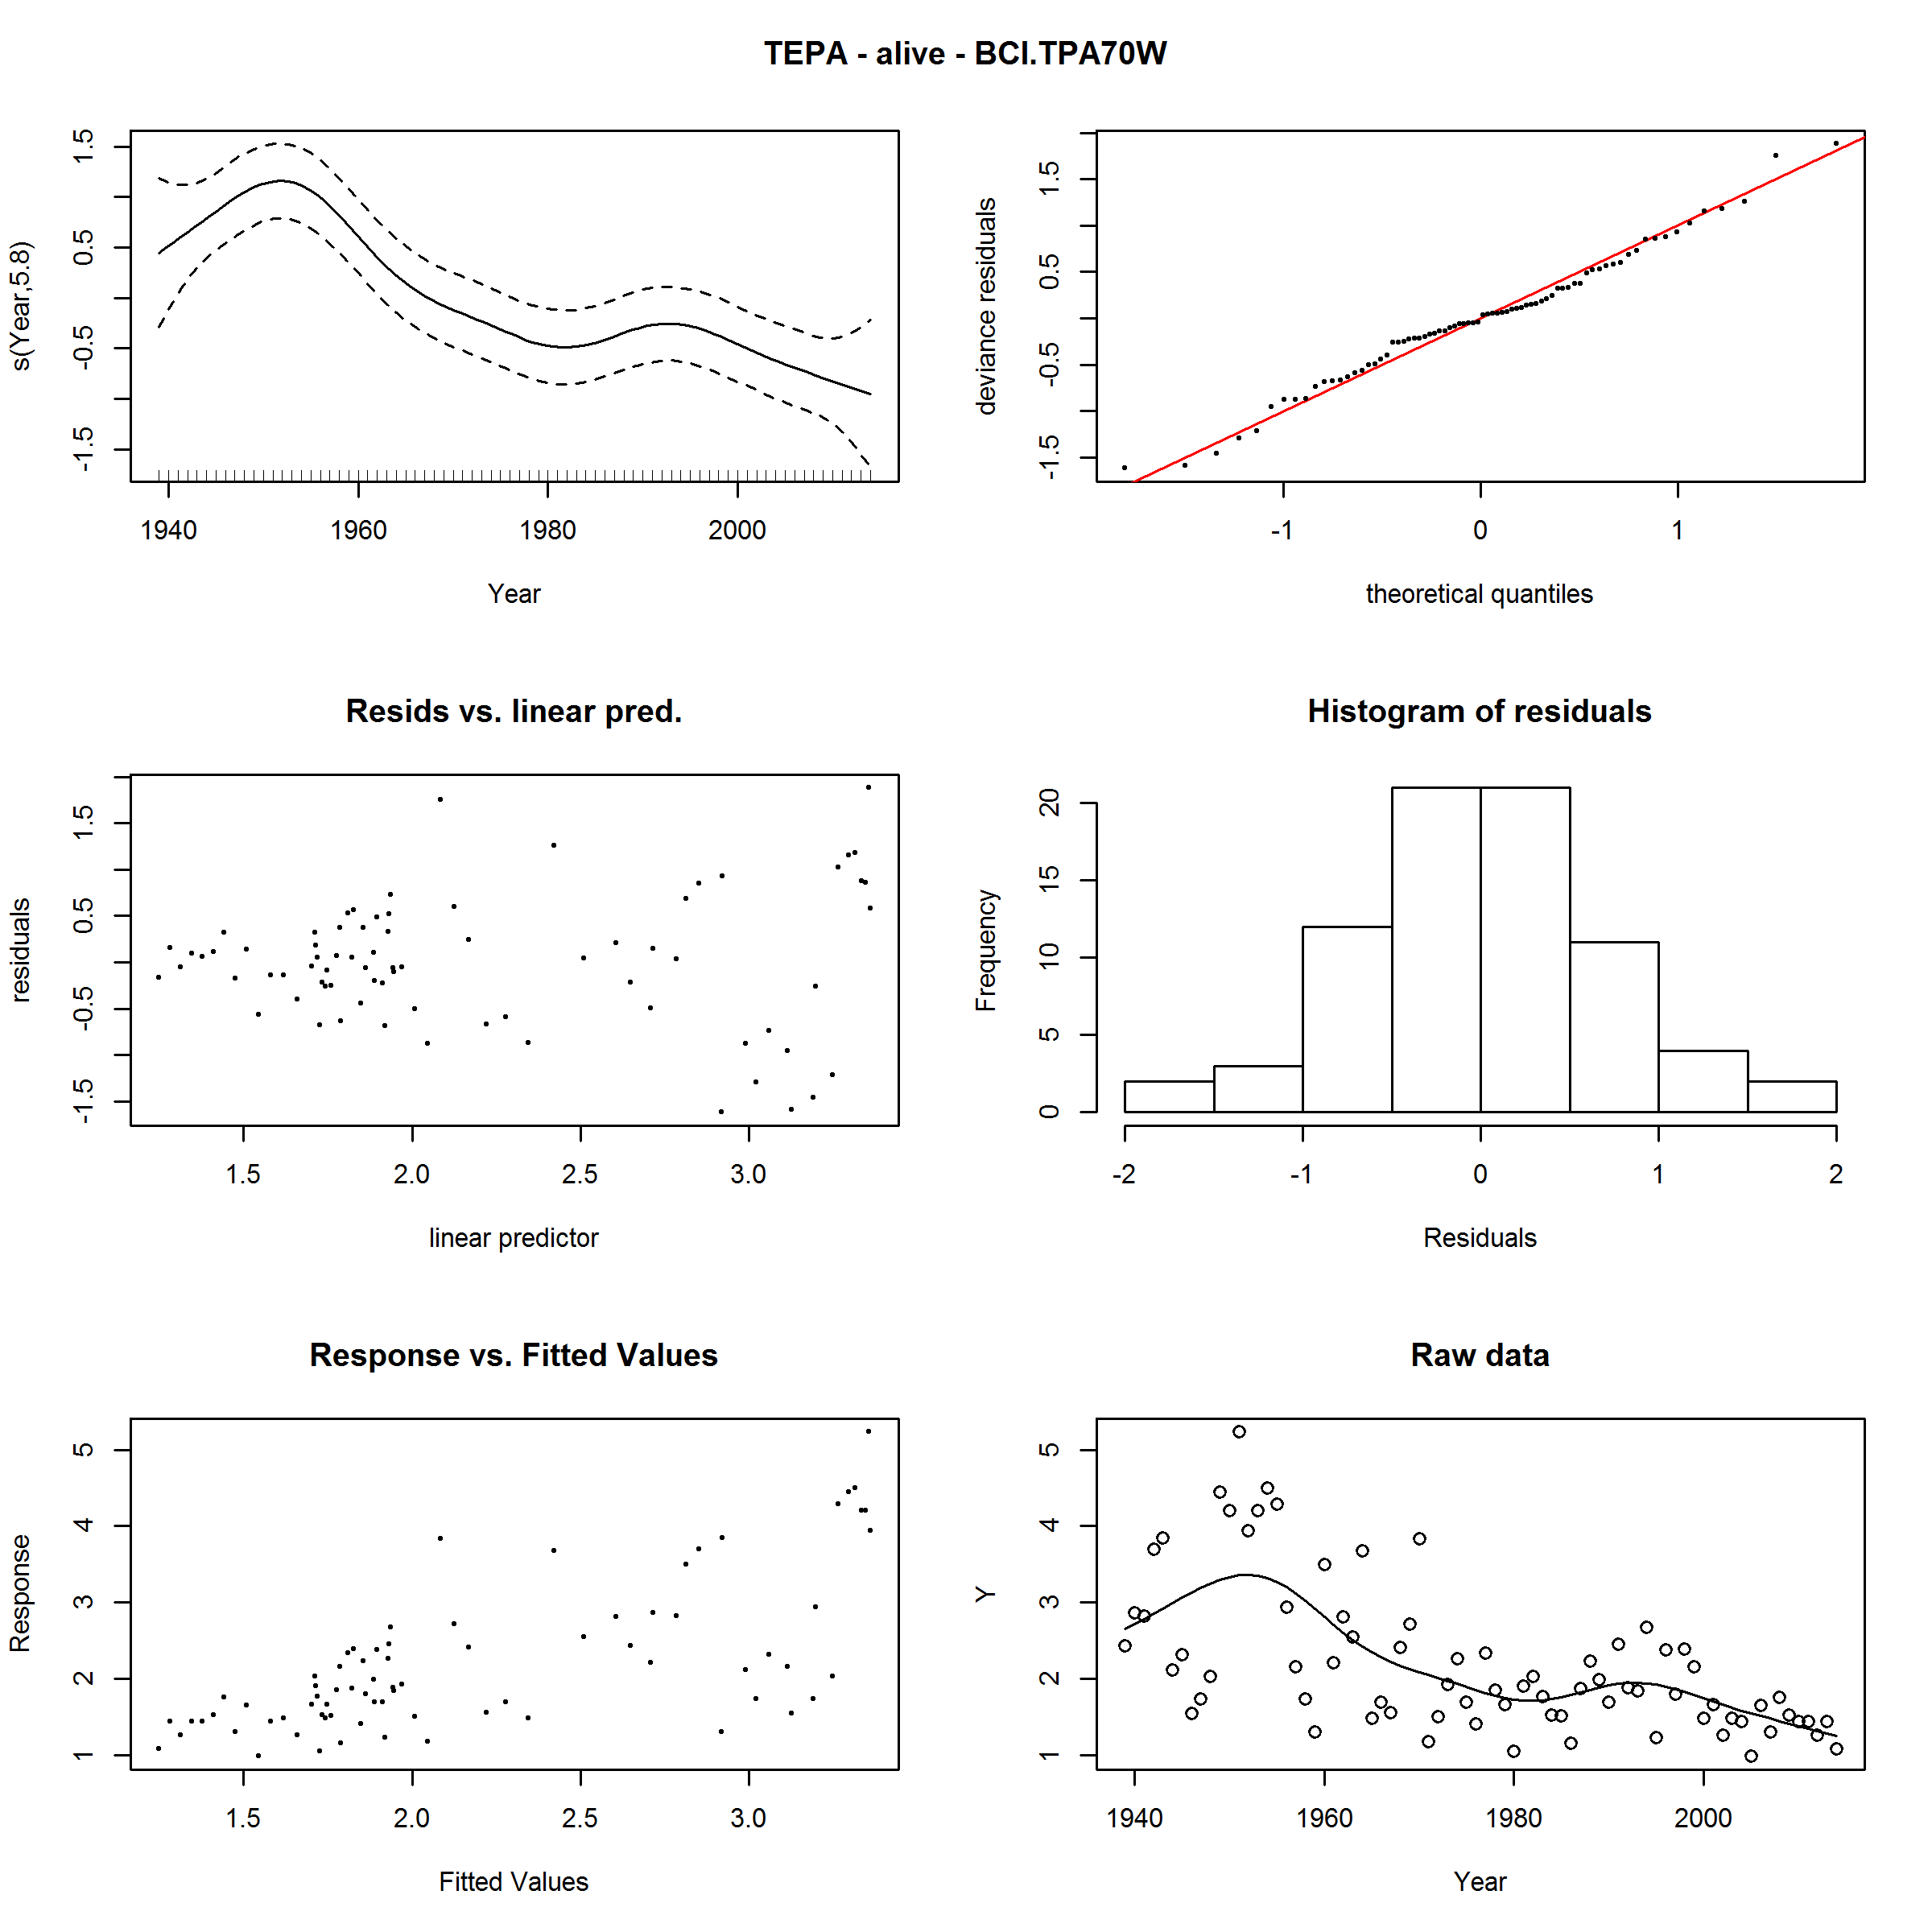 TEPA - alive - BCI.TPA70W
s(Year,5.8)
1.5
0.5
-0.5
-1.5
1940 1960 1980 2000
Year
deviance residuals
1.5
0.5
-0.5
-1.5
-1 0 1
theoretical quantiles
Resids vs. linear pred.
residuals
1.5
0.5
-0.5
-1.5
1.5 2.0 2.5 3.0
linear predictor
Histogram of residuals
Frequency
20
15
10
5
0
-2 -1 0 1 2
Residuals
Response vs. Fitted Values
Response
5
4
3
2
1
1.5 2.0 2.5 3.0
Fitted Values
Raw data
Y
5
4
3
2
1
1940 1960 1980 2000
Year